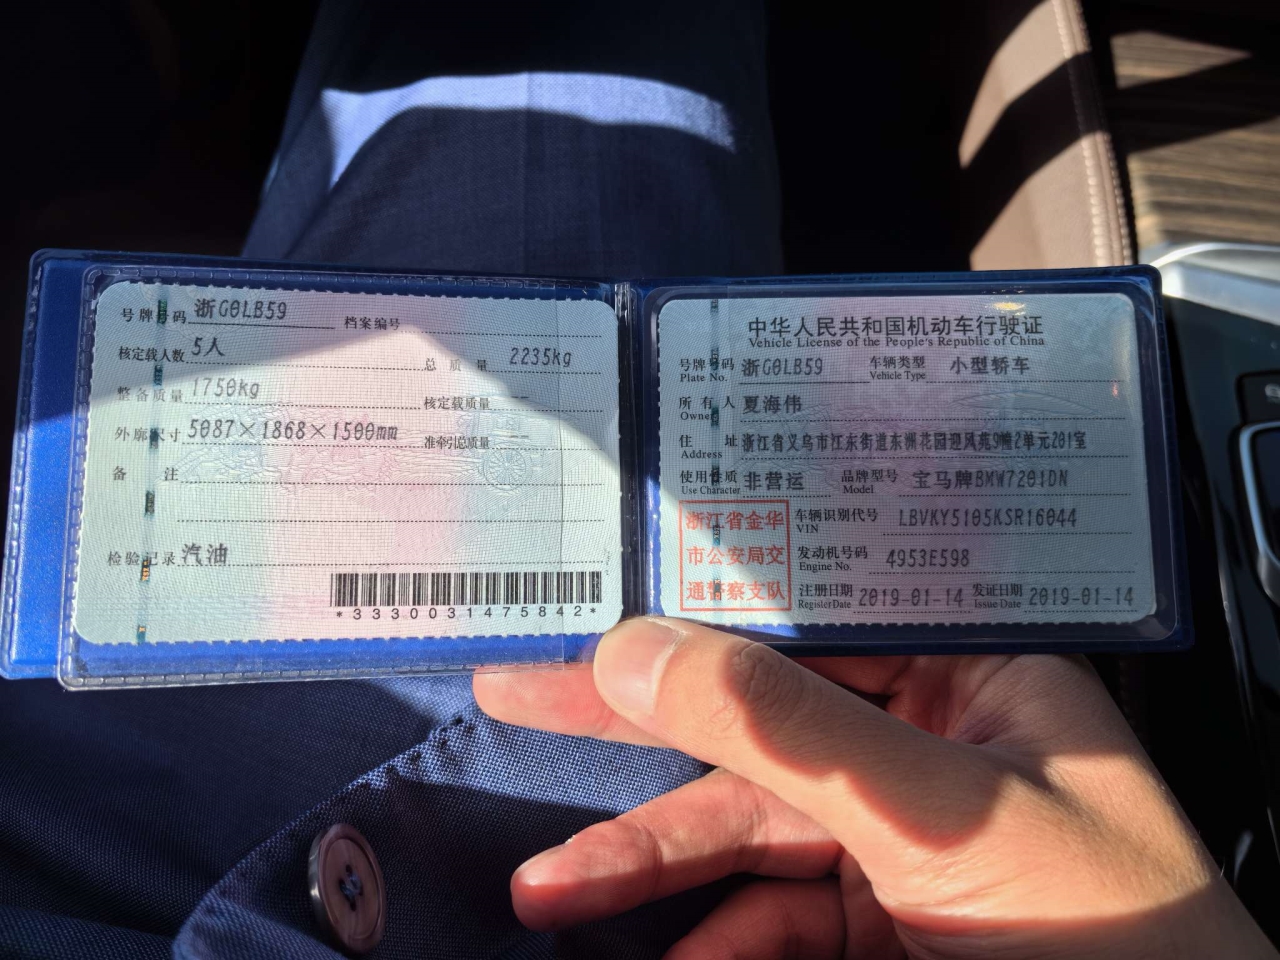 号牌号码 浙G0LB59 档案编号
核定载人数 5人 总质量 2235kg
整备质量 1750kg 核定载质量 --
外廓尺寸 5087×1868×1500mm 准牵引总质量 --
备注
检验记录 汽油
*3330031475842*
中华人民共和国机动车行驶证
Vehicle License of the People's Republic of China
号牌号码 浙G0LB59 车辆类型 小型轿车
Plate No. Vehicle Type
所有人 夏海伟
Owner
住址 浙江省义乌市江东街道东洲花园迎风苑9幢2单元201室
Address
使用性质 非营运 品牌型号 宝马牌BMW7201DN
Use Character Model
浙江省金华
市公安局交
通警察支队
车辆识别代号 LBVKY5105KSR16044
VIN
发动机号码 4953E598
Engine No.
注册日期 2019-01-14 发证日期 2019-01-14
Register Date Issue Date